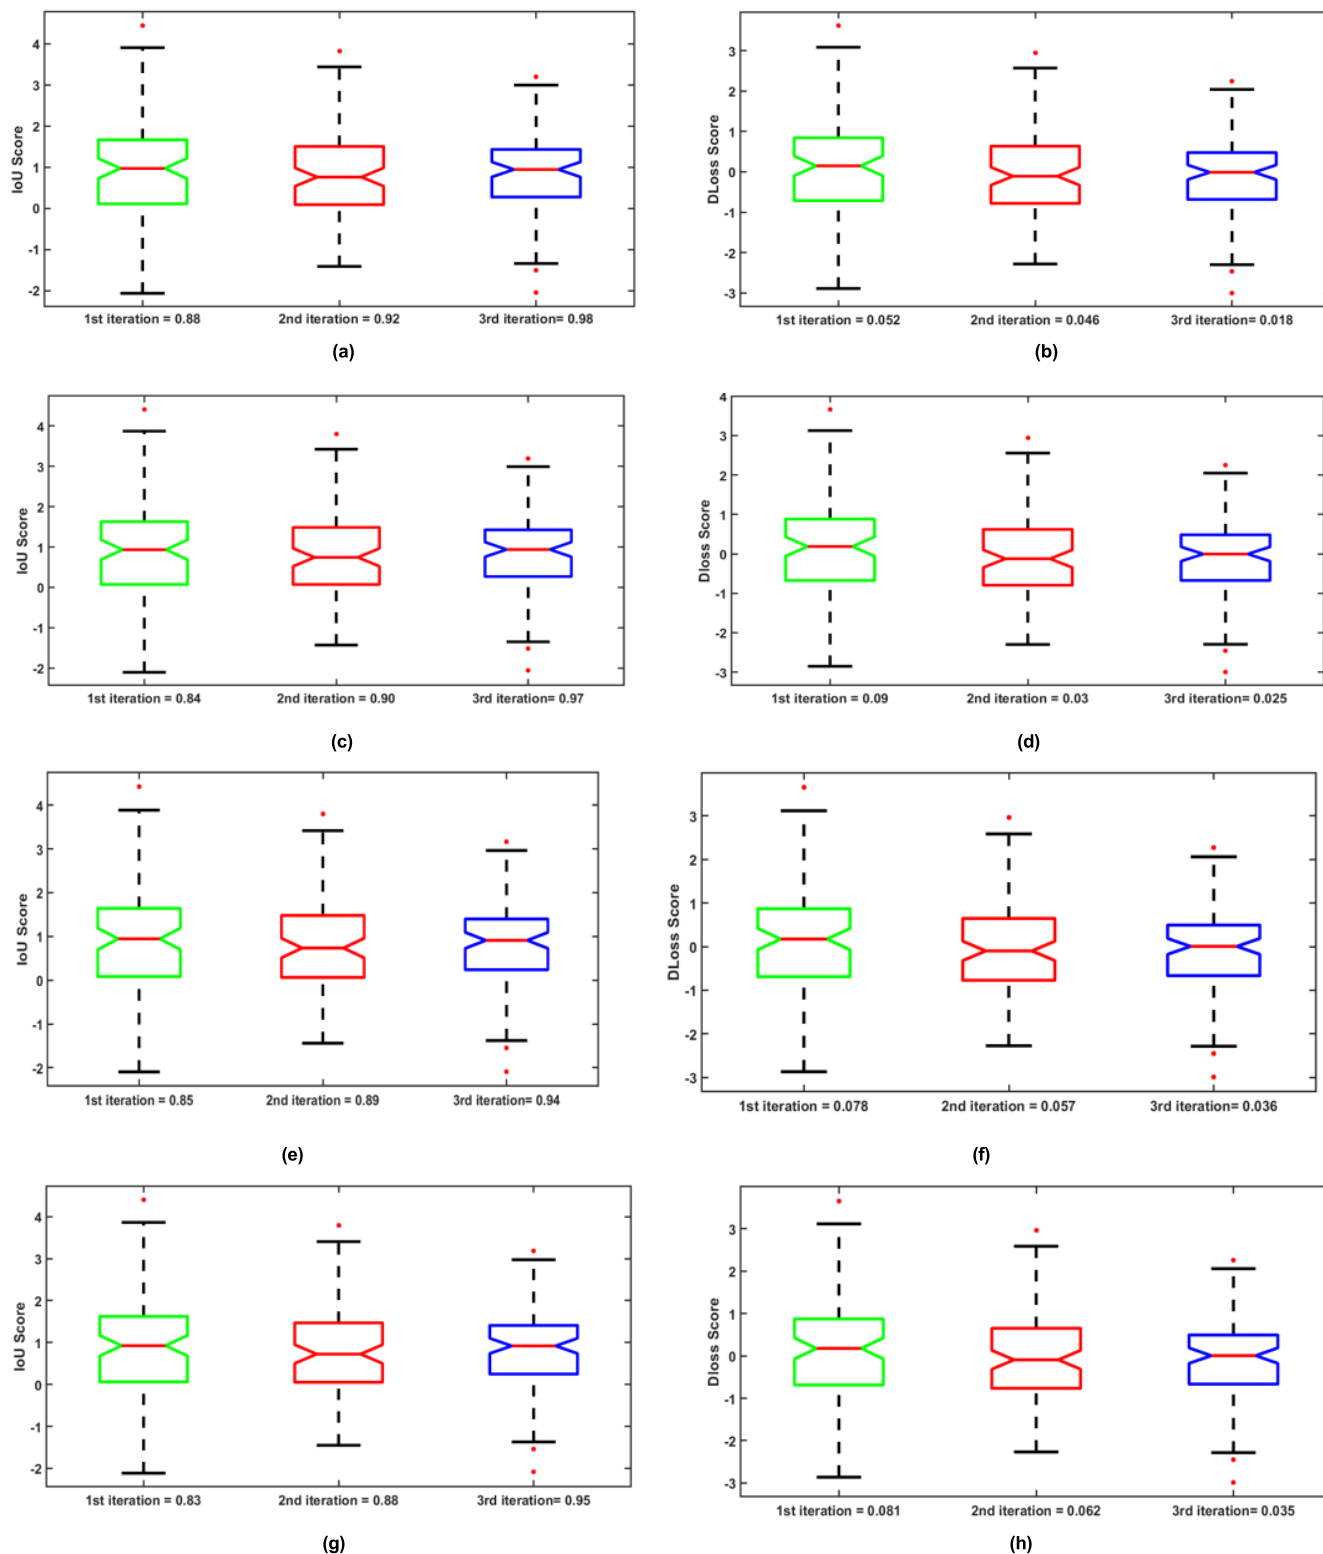 IoU Score
4
3
2
1
0
-1
-2
1st iteration = 0.88 2nd iteration = 0.92 3rd iteration= 0.98
(a)
DLoss Score
3
2
1
0
-1
-2
-3
1st iteration = 0.052 2nd iteration = 0.046 3rd iteration= 0.018
(b)
IoU Score
4
3
2
1
0
-1
-2
1st iteration = 0.84 2nd iteration = 0.90 3rd iteration= 0.97
(c)
Dloss Score
4
3
2
1
0
-1
-2
-3
1st iteration = 0.09 2nd iteration = 0.03 3rd iteration= 0.025
(d)
IoU Score
4
3
2
1
0
-1
-2
1st iteration = 0.85 2nd iteration = 0.89 3rd iteration= 0.94
(e)
DLoss Score
3
2
1
0
-1
-2
-3
1st iteration = 0.078 2nd iteration = 0.057 3rd iteration= 0.036
(f)
IoU Score
4
3
2
1
0
-1
-2
1st iteration = 0.83 2nd iteration = 0.88 3rd iteration= 0.95
(g)
Dloss Score
3
2
1
0
-1
-2
-3
1st iteration = 0.081 2nd iteration = 0.062 3rd iteration= 0.035
(h)